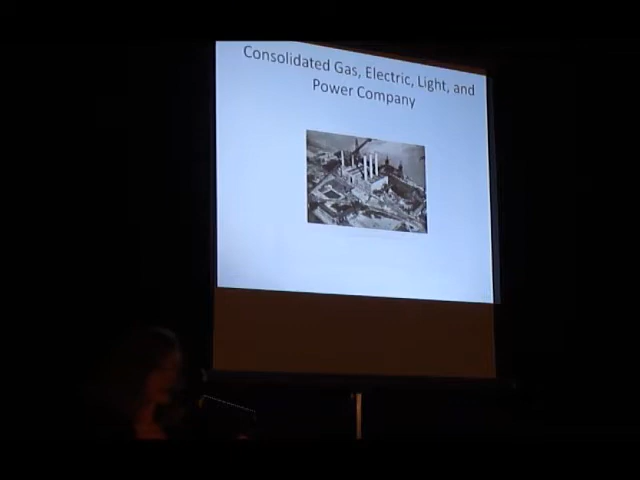 Consolidated Gas, Electric, Light, and
Power Company